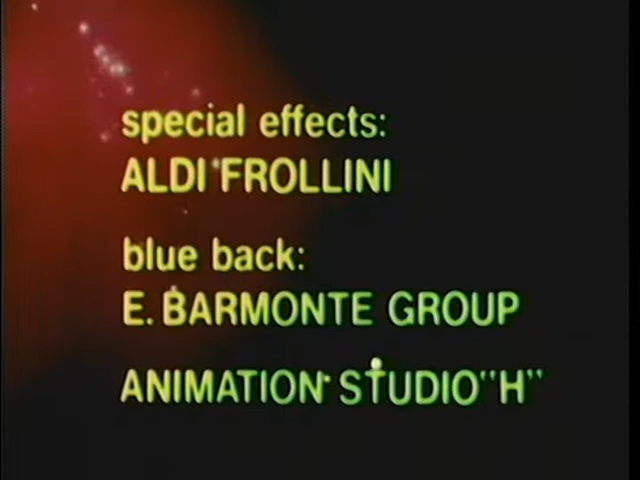 special effects:
ALDI FROLLINI
blue back:
E. BARMONTE GROUP
ANIMATION STUDIO "H"